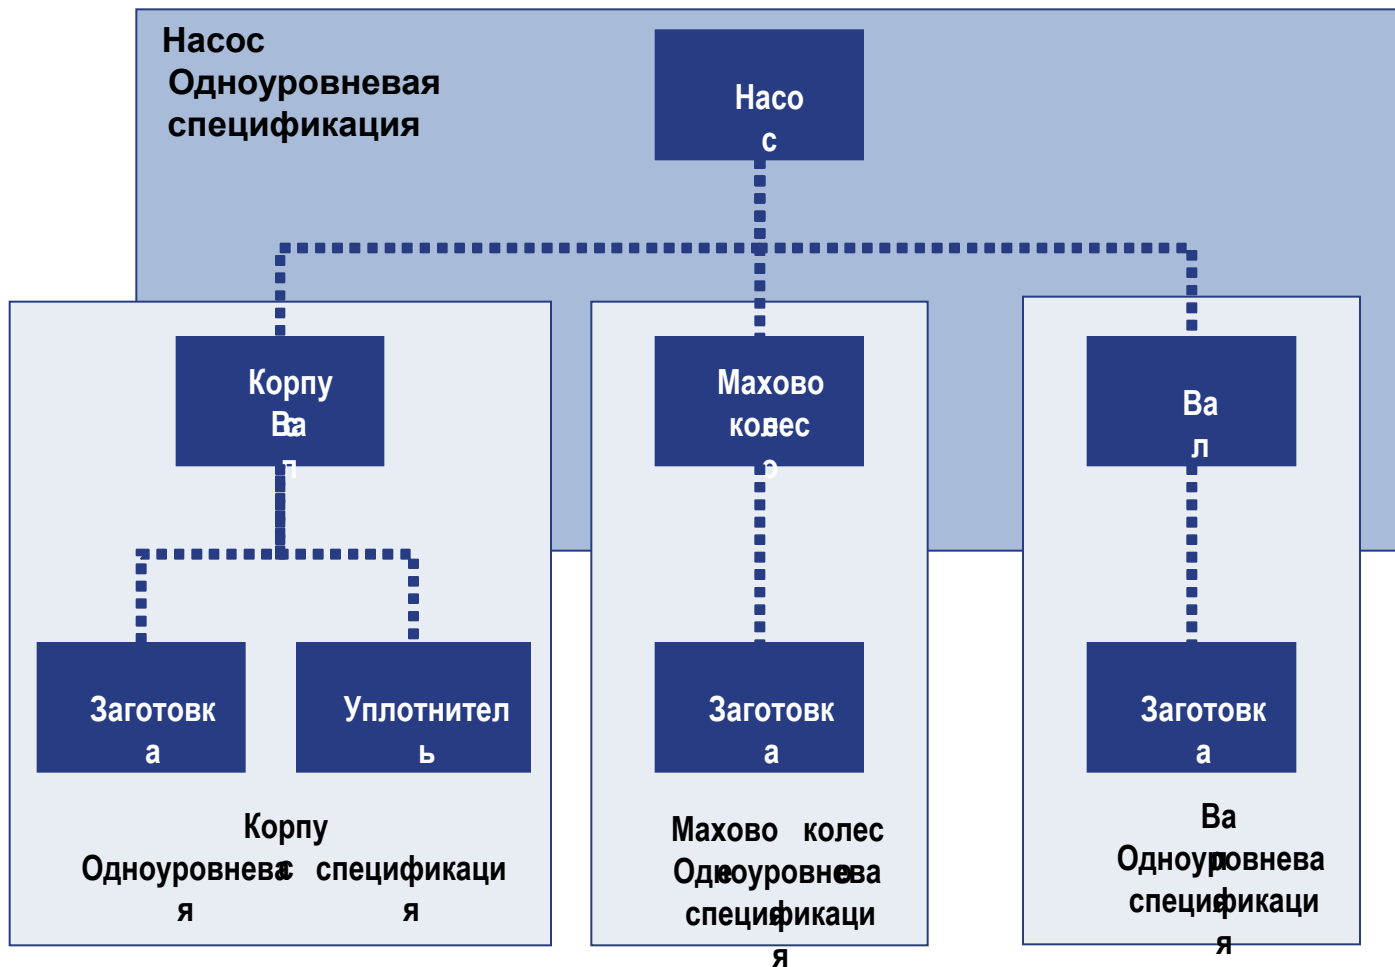 Насос
Одноуровневая
спецификация
Насо
с
Корпу
с
Ва
л
Махово
е
колес
о
Ва
л
Заготовк
а
Уплотнител
ь
Заготовк
а
Заготовк
а
Корпу
с
Одноуровнева
я
спецификаци
я
Махово
е
колес
о
Одноуровнева
я
спецификаци
я
Ва
л
Одноуровнева
я
спецификаци
я